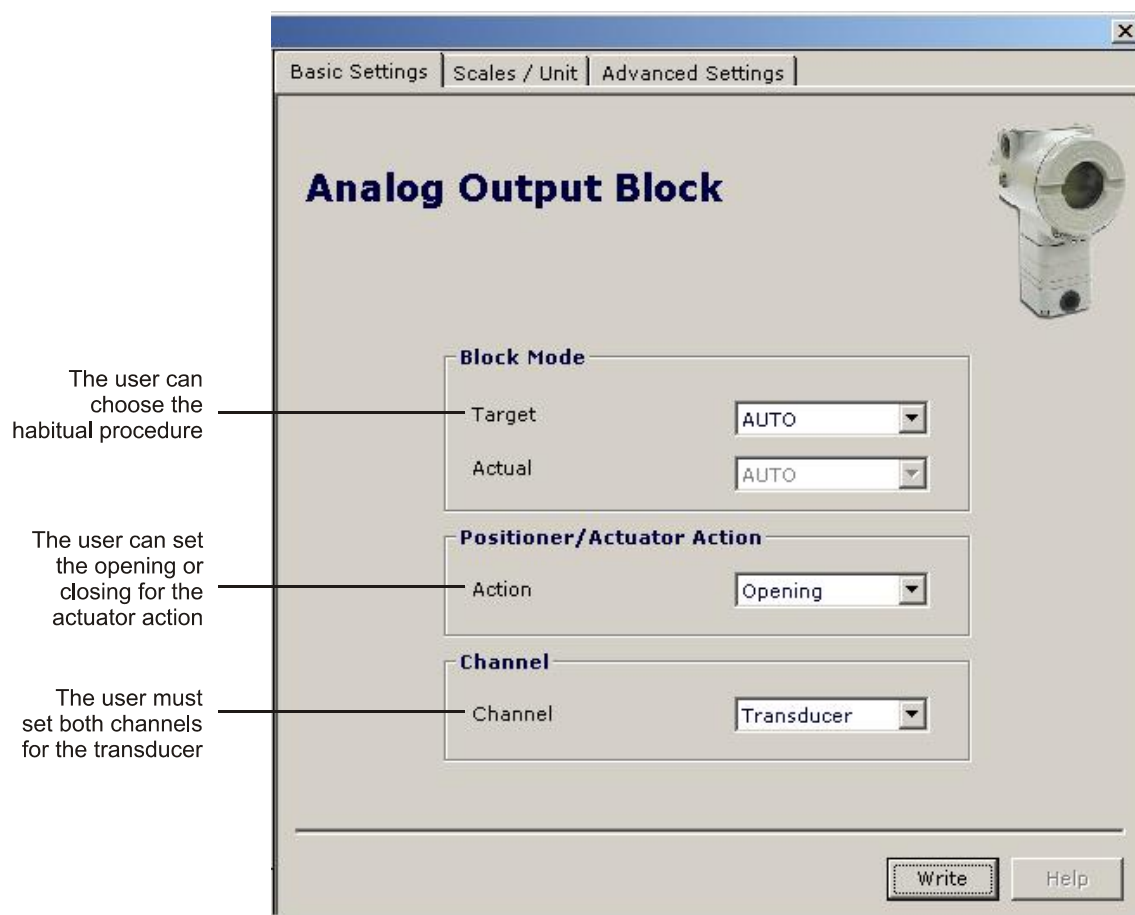 Basic Settings
Scales / Unit
Advanced Settings
Analog Output Block
Block Mode
The user can
choose the
habitual procedure
Target
AUTO
Actual
AUTO
Positioner/Actuator Action
The user can set
the opening or
closing for the
actuator action
Action
Opening
Channel
The user must
set both channels
for the transducer
Channel
Transducer
Write
Help